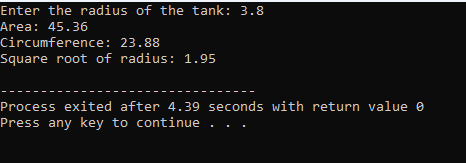 Enter the radius of the tank: 3.8
Area: 45.36
Circumference: 23.88
Square root of radius: 1.95
--------------------------------
Process exited after 4.39 seconds with return value 0
Press any key to continue . . .